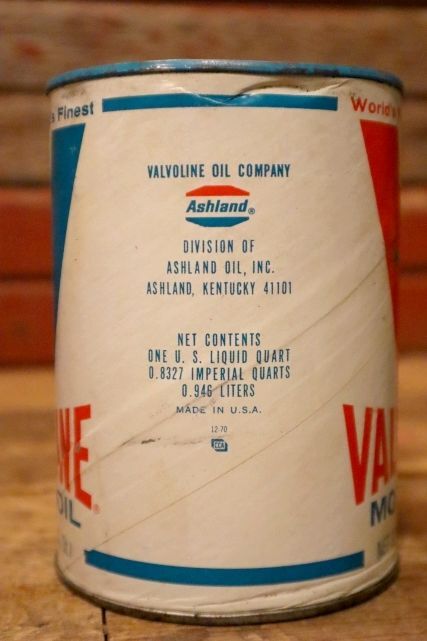 s Finest
World's
VALVOLINE OIL COMPANY
Ashland®
DIVISION OF
ASHLAND OIL, INC.
ASHLAND, KENTUCKY 41101
NET CONTENTS
ONE U. S. LIQUID QUART
0.8327 IMPERIAL QUARTS
0.946 LITERS
MADE IN U.S.A.
12-70
NE®
OIL
VAL
MO